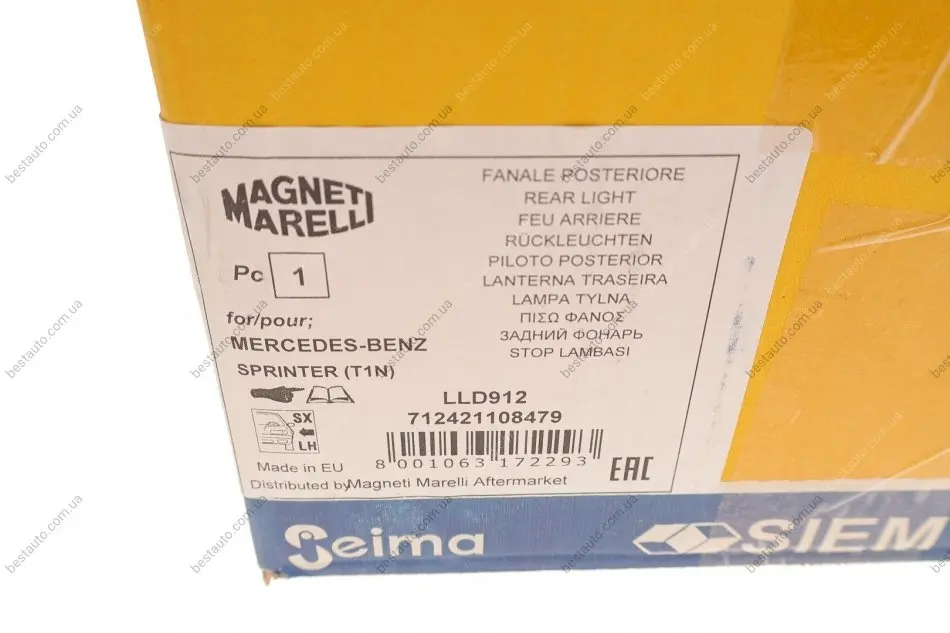 MAGNETI
MARELLI
Pc 1
for/pour;
MERCEDES-BENZ
SPRINTER (T1N)
SX
LH
Made in EU
Distributed by Magneti Marelli Aftermarket
FANALE POSTERIORE
REAR LIGHT
FEU ARRIERE
RÜCKLEUCHTEN
PILOTO POSTERIOR
LANTERNA TRASEIRA
LAMPA TYLNA
ΠΙΣΩ ΦΑΝΟΣ
ЗАДНИЙ ФОНАРЬ
STOP LAMBASI
LLD912
712421108479
8 001063 172293
EAC
Seima
SIEM
bestauto.com.ua